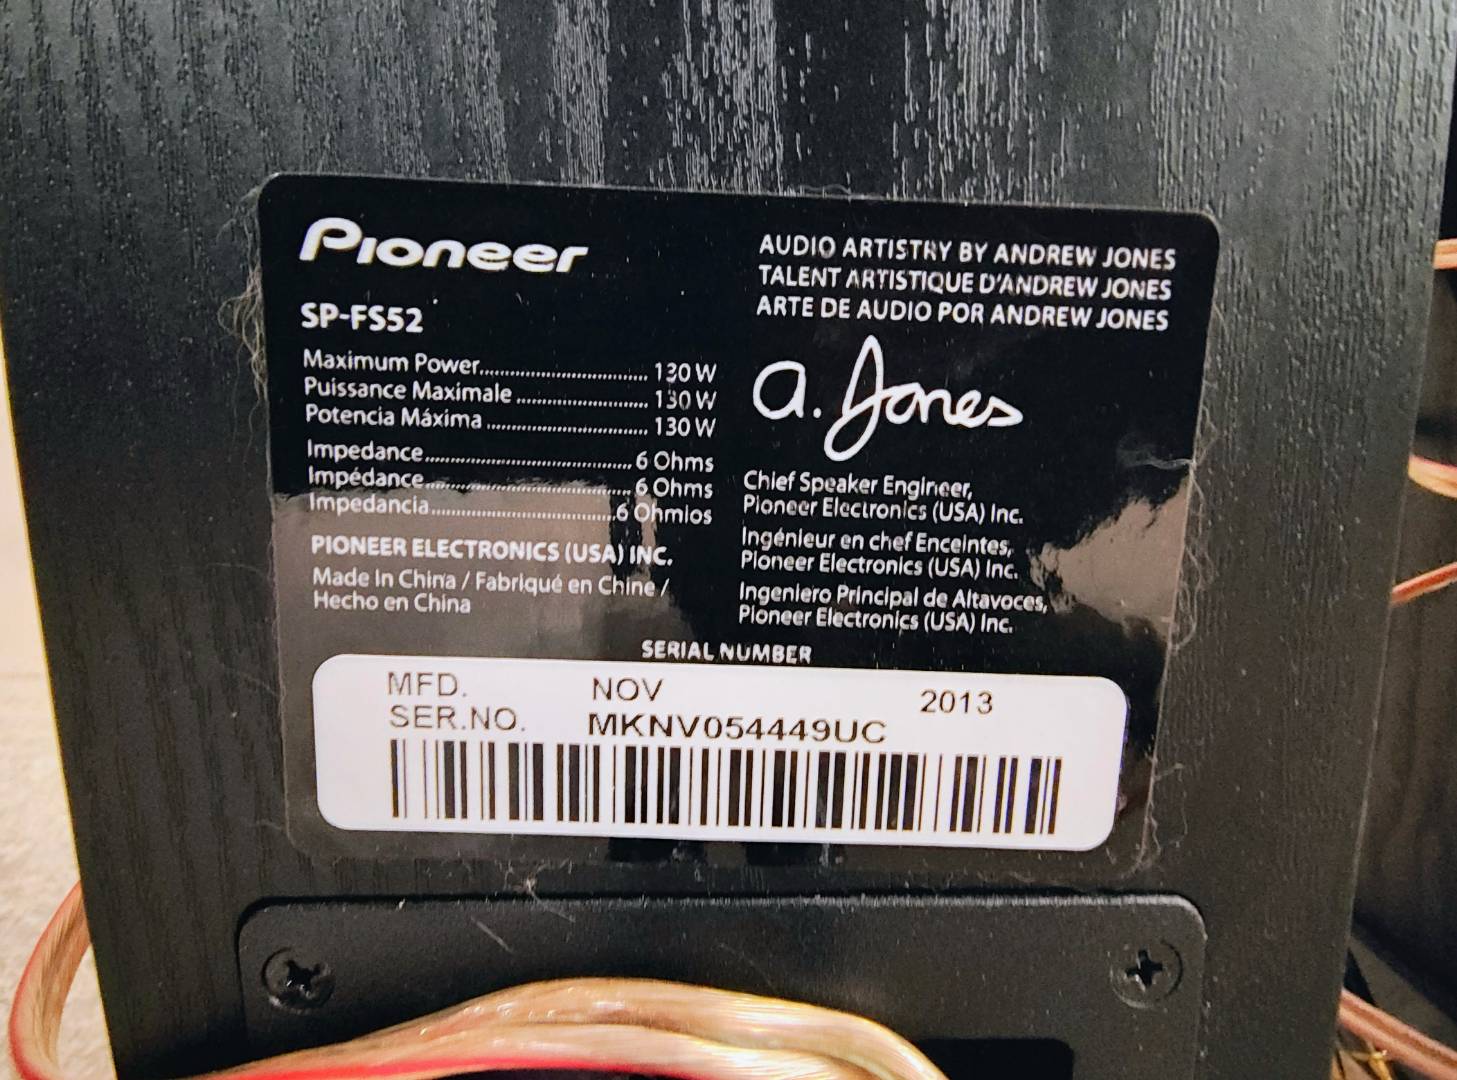 Pioneer
SP-FS52
Maximum Power.................................. 130 W
Puissance Maximale ........................... 130 W
Potencia Máxima ................................. 130 W
Impedance.......................................... 6 Ohms
Impédance.......................................... 6 Ohms
Impedancia.......................................6 Ohmios
PIONEER ELECTRONICS (USA) INC.
Made In China / Fabriqué en Chine /
Hecho en China
AUDIO ARTISTRY BY ANDREW JONES
TALENT ARTISTIQUE D'ANDREW JONES
ARTE DE AUDIO POR ANDREW JONES
a. Jones
Chief Speaker Engineer,
Pioneer Electronics (USA) Inc.
Ingénieur en chef Enceintes,
Pioneer Electronics (USA) Inc.
Ingeniero Principal de Altavoces,
Pioneer Electronics (USA) Inc.
SERIAL NUMBER
MFD. NOV 2013
SER.NO. MKNV054449UC